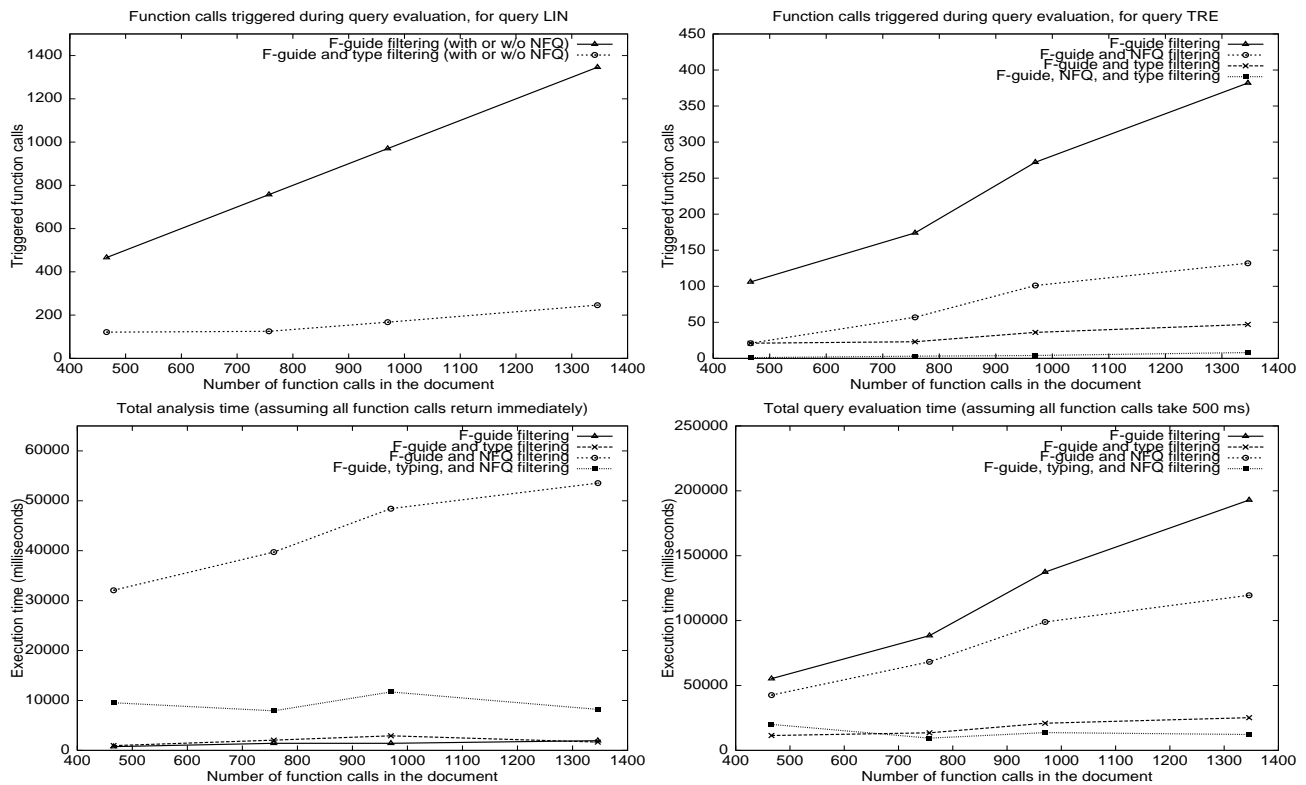 Function calls triggered during query evaluation, for query LIN
F-guide filtering (with or w/o NFQ)
F-guide and type filtering (with or w/o NFQ)
1400
1200
1000
800
600
400
200
0
Triggered function calls
400 500 600 700 800 900 1000 1100 1200 1300 1400
Number of function calls in the document
Function calls triggered during query evaluation, for query TRE
F-guide filtering
F-guide and NFQ filtering
F-guide and type filtering
F-guide, NFQ, and type filtering
450
400
350
300
250
200
150
100
50
0
Triggered function calls
400 500 600 700 800 900 1000 1100 1200 1300 1400
Number of function calls in the document
Total analysis time (assuming all function calls return immediately)
F-guide filtering
F-guide and type filtering
F-guide and NFQ filtering
F-guide, typing, and NFQ filtering
60000
50000
40000
30000
20000
10000
0
Execution time (milliseconds)
400 500 600 700 800 900 1000 1100 1200 1300 1400
Number of function calls in the document
Total query evaluation time (assuming all function calls take 500 ms)
F-guide filtering
F-guide and type filtering
F-guide and NFQ filtering
F-guide, typing, and NFQ filtering
250000
200000
150000
100000
50000
0
Execution time (milliseconds)
400 500 600 700 800 900 1000 1100 1200 1300 1400
Number of function calls in the document